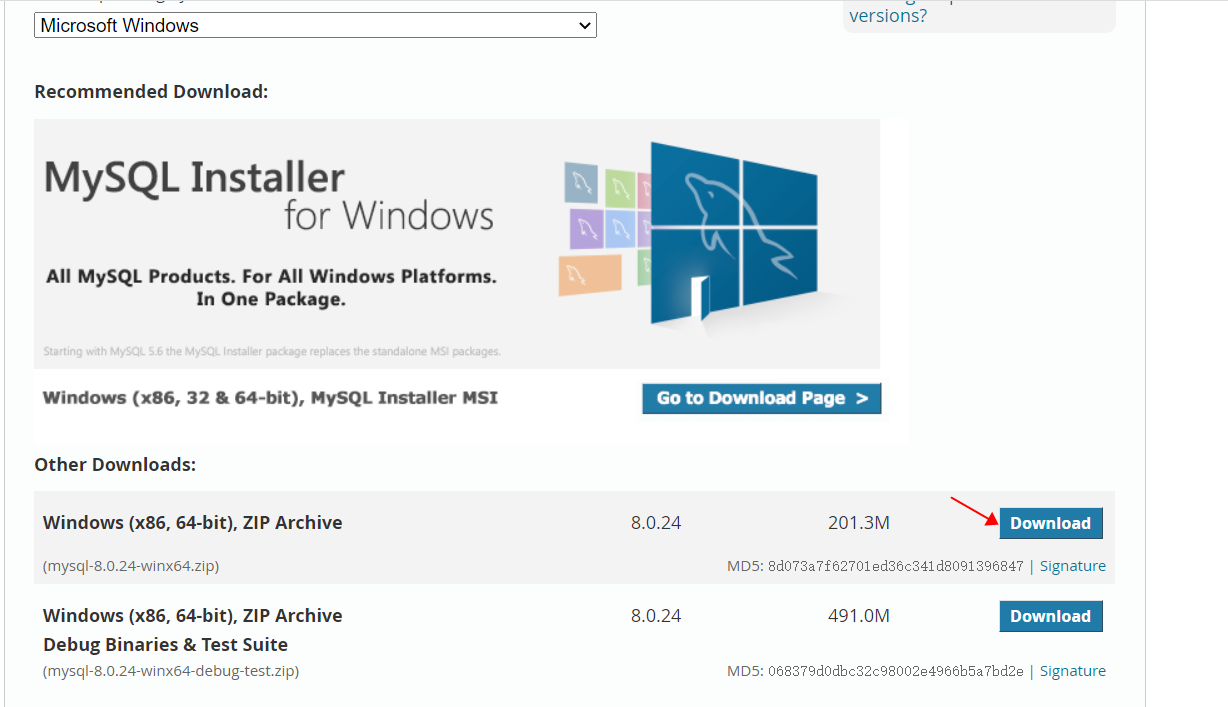 Microsoft Windows
versions?
Recommended Download:
MySQL Installer
for Windows
All MySQL Products. For All Windows Platforms.
In One Package.
Starting with MySQL 5.6 the MySQL Installer package replaces the standalone MSI packages.
Windows (x86, 32 & 64-bit), MySQL Installer MSI
Go to Download Page >
Other Downloads:
Windows (x86, 64-bit), ZIP Archive 8.0.24 201.3M Download
(mysql-8.0.24-winx64.zip) MD5: 8d073a7f62701ed36c341d8091396847 | Signature
Windows (x86, 64-bit), ZIP Archive 8.0.24 491.0M Download
Debug Binaries & Test Suite
(mysql-8.0.24-winx64-debug-test.zip) MD5: 068379d0dbc32c98002e4966b5a7bd2e | Signature